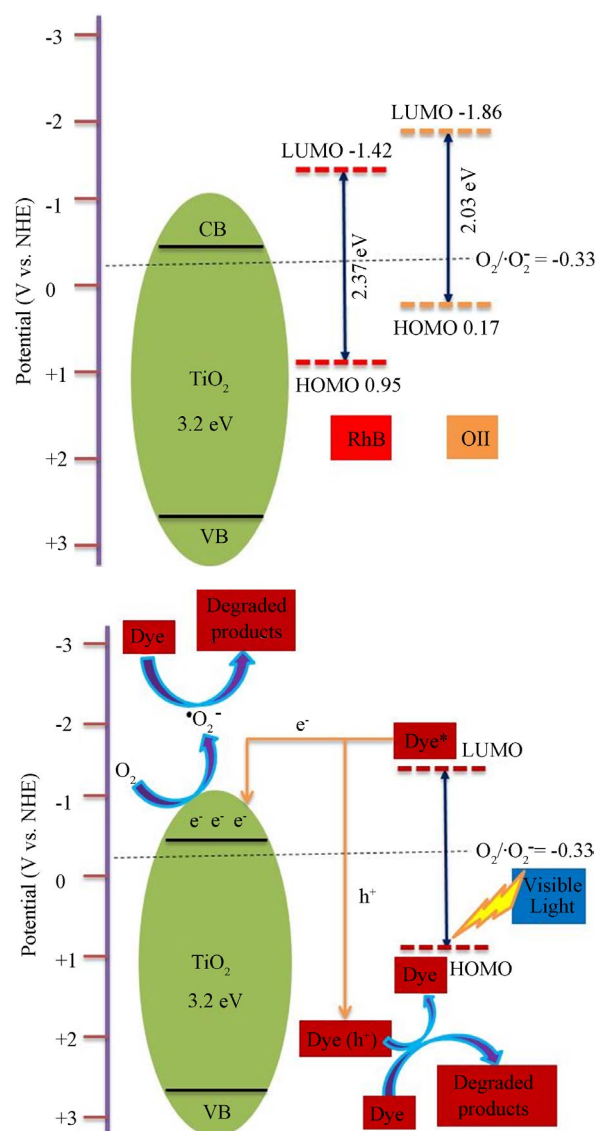 -3
-2
-1
0
+1
+2
+3
Potential (V vs. NHE)
CB
TiO₂
3.2 eV
VB
LUMO -1.42
2.37 eV
HOMO 0.95
LUMO -1.86
2.03 eV
HOMO 0.17
O₂/·O₂⁻ = -0.33
RhB
OII
-3
-2
-1
0
+1
+2
+3
Potential (V vs. NHE)
Dye
Degraded
products
•O₂⁻
O₂
e⁻ e⁻ e⁻
TiO₂
3.2 eV
VB
e⁻
h⁺
Dye*
LUMO
O₂/·O₂⁻= -0.33
Visible
Light
Dye
HOMO
Dye (h⁺)
Dye
Degraded
products